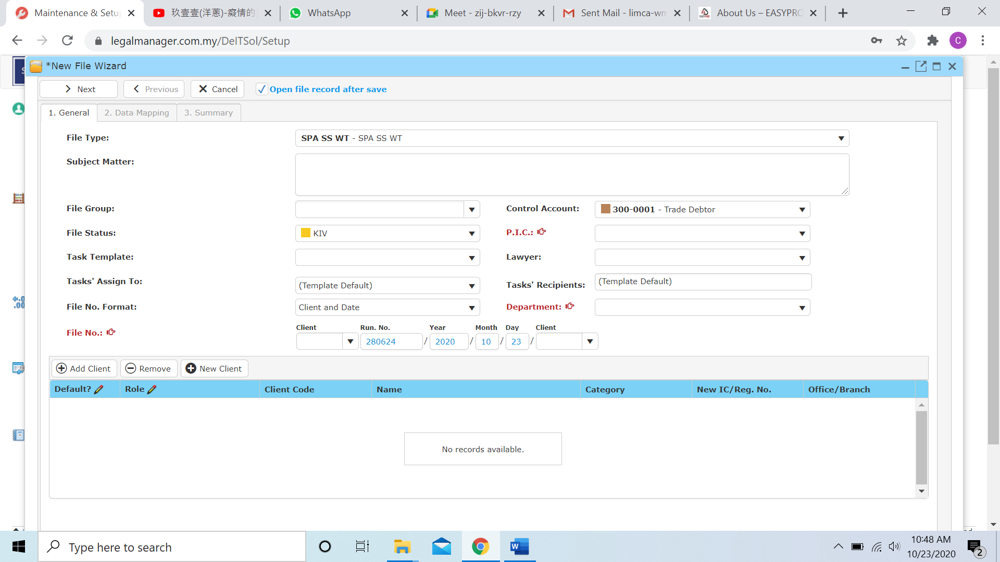 Maintenance & Setu
玖壹壹(洋蔥)-癡情的
WhatsApp
Meet - zij-bkvr-rzy
Sent Mail - limca-wm
About Us – EASYPRO
legalmanager.com.my/DeITSol/Setup
C
*New File Wizard
Next
Previous
Cancel
Open file record after save
1. General
2. Data Mapping
3. Summary
File Type:
SPA SS WT - SPA SS WT
Subject Matter:
File Group:
Control Account:
300-0001 - Trade Debtor
File Status:
KIV
P.I.C.:
Task Template:
Lawyer:
Tasks' Assign To:
(Template Default)
Tasks' Recipients:
(Template Default)
File No. Format:
Client and Date
Department:
File No.:
Client Run. No. Year Month Day Client
280624 / 2020 / 10 / 23 /
Add Client
Remove
New Client
Default? Role Client Code Name Category New IC/Reg. No. Office/Branch
No records available.
Type here to search
10:48 AM
10/23/2020
2